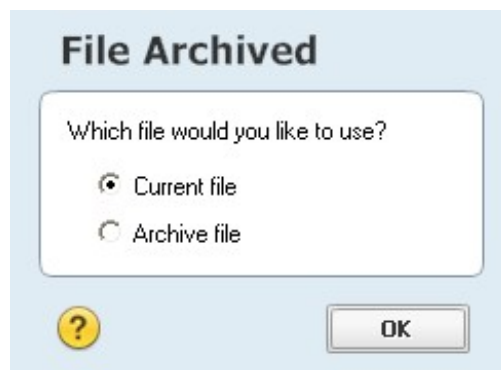 File Archived
Which file would you like to use?
Current file
Archive file
?
OK